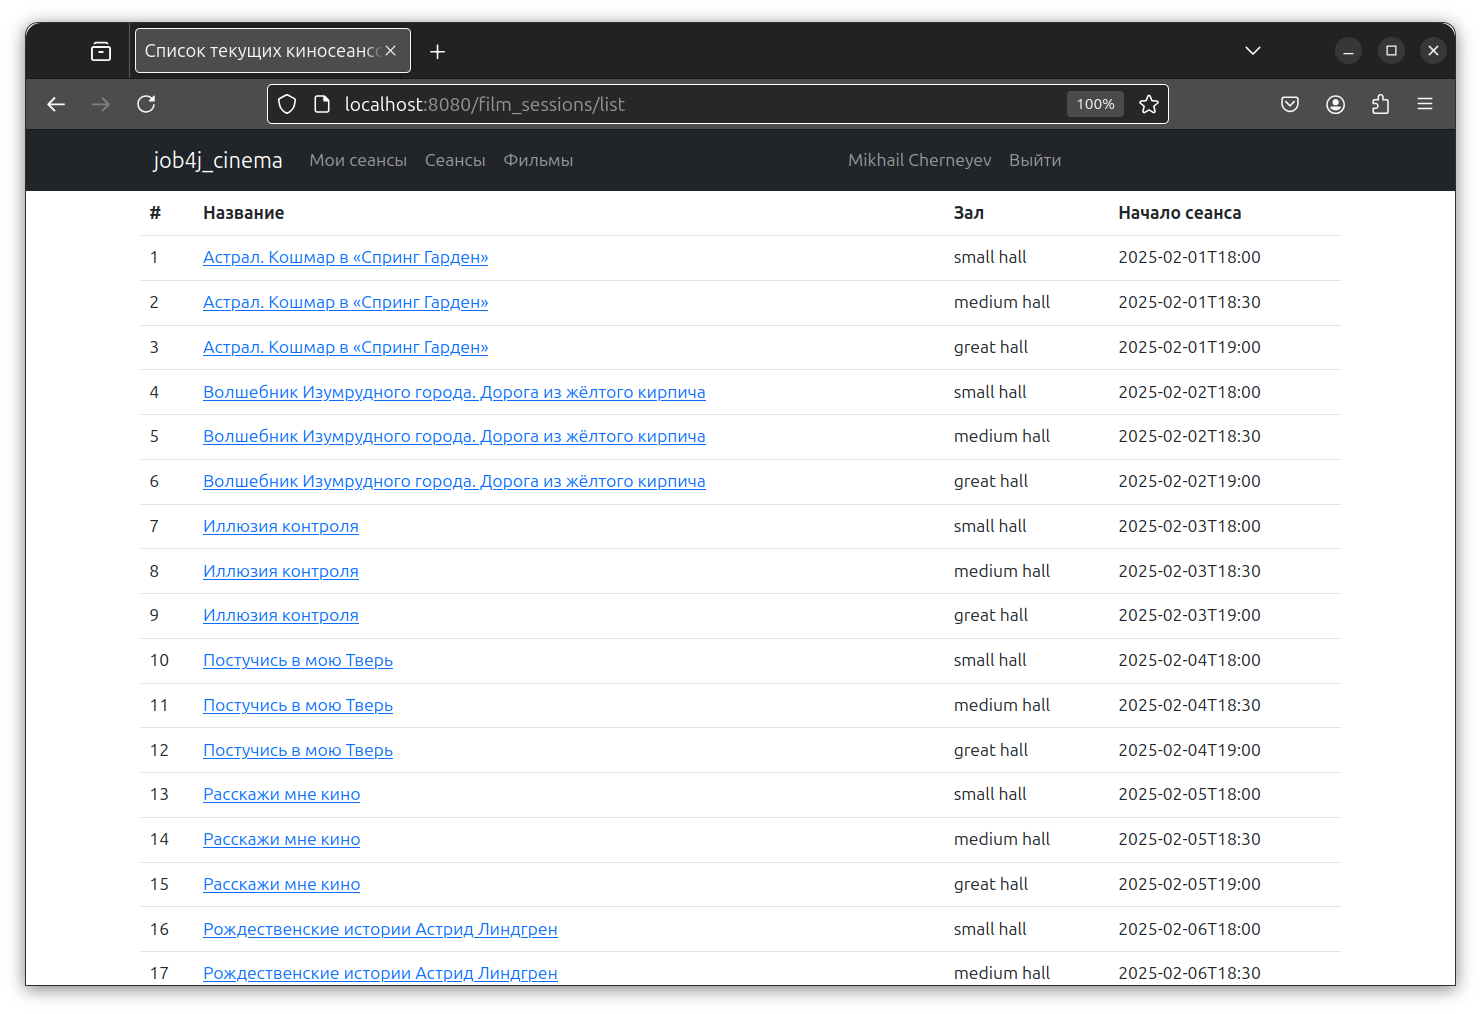 Список текущих киносеансо
localhost:8080/film_sessions/list 100%
job4j_cinema Мои сеансы Сеансы Фильмы Mikhail Cherneyev Выйти
# Название Зал Начало сеанса
1 Астрал. Кошмар в «Спринг Гарден» small hall 2025-02-01T18:00
2 Астрал. Кошмар в «Спринг Гарден» medium hall 2025-02-01T18:30
3 Астрал. Кошмар в «Спринг Гарден» great hall 2025-02-01T19:00
4 Волшебник Изумрудного города. Дорога из жёлтого кирпича small hall 2025-02-02T18:00
5 Волшебник Изумрудного города. Дорога из жёлтого кирпича medium hall 2025-02-02T18:30
6 Волшебник Изумрудного города. Дорога из жёлтого кирпича great hall 2025-02-02T19:00
7 Иллюзия контроля small hall 2025-02-03T18:00
8 Иллюзия контроля medium hall 2025-02-03T18:30
9 Иллюзия контроля great hall 2025-02-03T19:00
10 Постучись в мою Тверь small hall 2025-02-04T18:00
11 Постучись в мою Тверь medium hall 2025-02-04T18:30
12 Постучись в мою Тверь great hall 2025-02-04T19:00
13 Расскажи мне кино small hall 2025-02-05T18:00
14 Расскажи мне кино medium hall 2025-02-05T18:30
15 Расскажи мне кино great hall 2025-02-05T19:00
16 Рождественские истории Астрид Линдгрен small hall 2025-02-06T18:00
17 Рождественские истории Астрид Линдгрен medium hall 2025-02-06T18:30